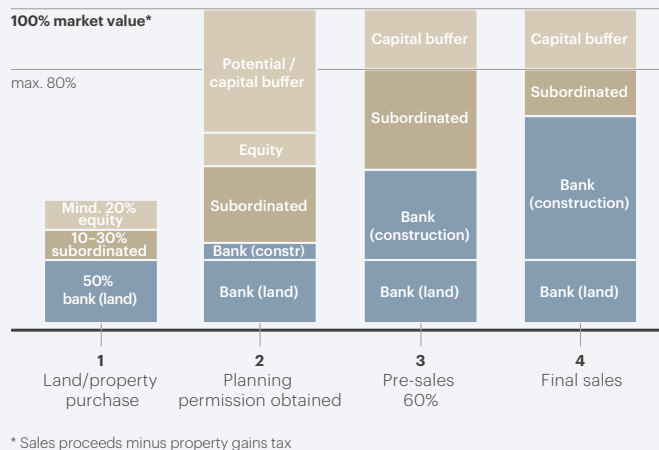 100% market value*
max. 80%
Mind. 20%
equity
10–30%
subordinated
50%
bank (land)
Potential /
capital buffer
Equity
Subordinated
Bank (constr)
Bank (land)
Capital buffer
Subordinated
Bank
(construction)
Bank (land)
Capital buffer
Subordinated
Bank
(construction)
Bank (land)
1
Land/property
purchase
2
Planning
permission obtained
3
Pre-sales
60%
4
Final sales
* Sales proceeds minus property gains tax